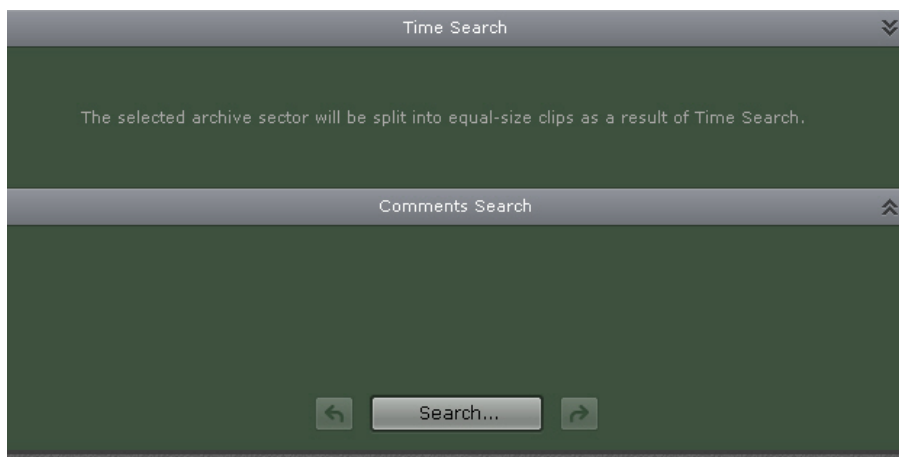 Time Search
The selected archive sector will be split into equal-size clips as a result of Time Search.
Comments Search
Search...